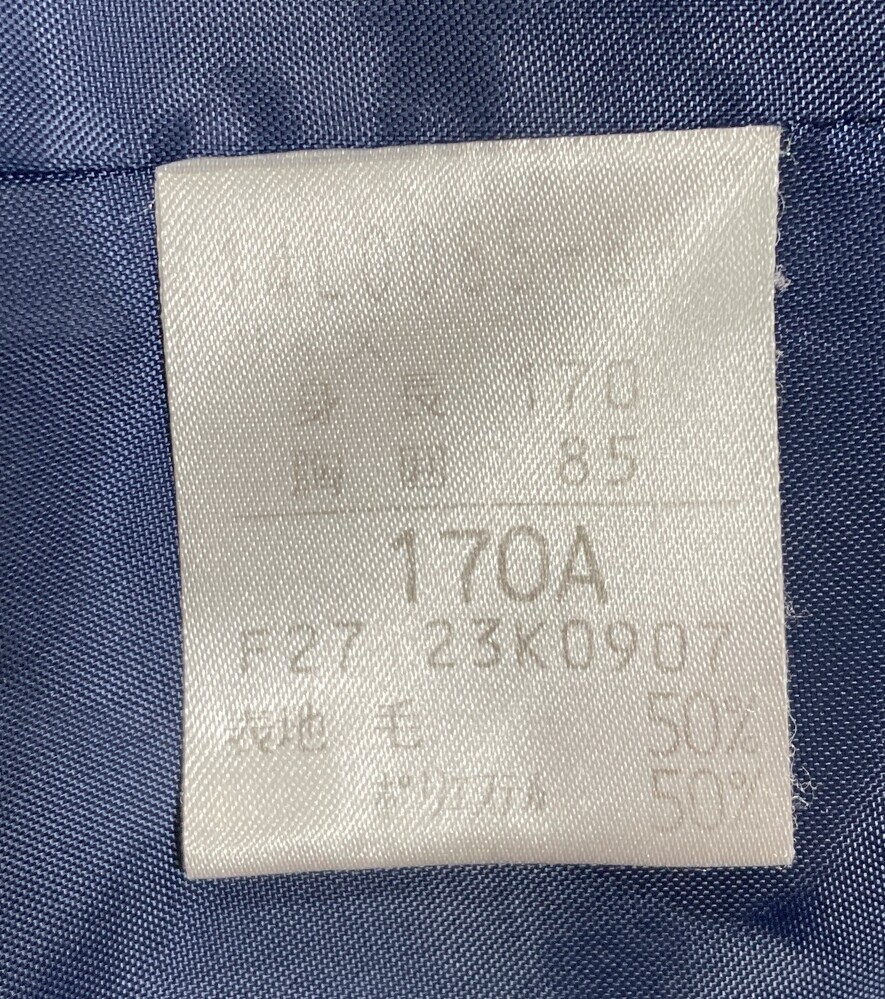 身長 170
胸囲 85
170A
F27 23K0907
表地 毛 50%
ポリエステル 50%